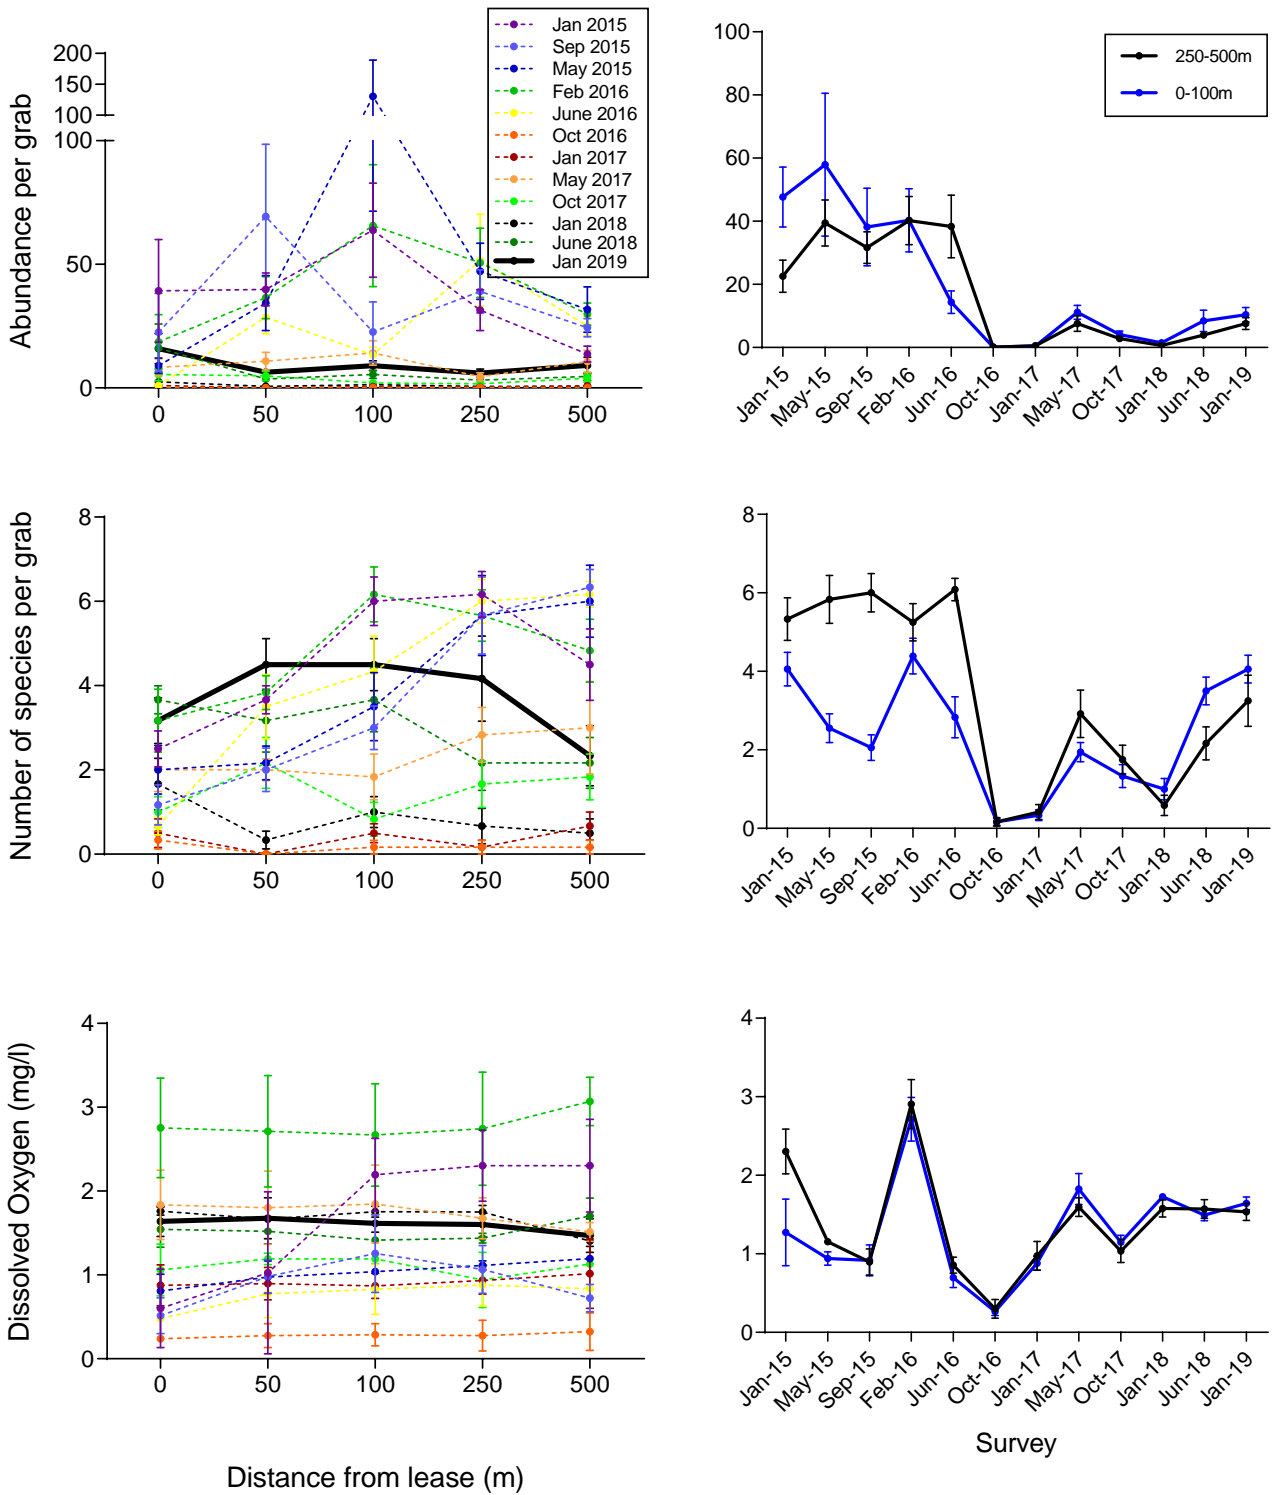 Abundance per grab
200
150
100
100
50
0
0 50 100 250 500
Jan 2015
Sep 2015
May 2015
Feb 2016
June 2016
Oct 2016
Jan 2017
May 2017
Oct 2017
Jan 2018
June 2018
Jan 2019
100
80
60
40
20
0
Jan-15 May-15 Sep-15 Feb-16 Jun-16 Oct-16 Jan-17 May-17 Oct-17 Jan-18 Jun-18 Jan-19
250-500m
0-100m
Number of species per grab
8
6
4
2
0
0 50 100 250 500
8
6
4
2
0
Jan-15 May-15 Sep-15 Feb-16 Jun-16 Oct-16 Jan-17 May-17 Oct-17 Jan-18 Jun-18 Jan-19
Dissolved Oxygen (mg/l)
4
3
2
1
0
0 50 100 250 500
Distance from lease (m)
4
3
2
1
0
Jan-15 May-15 Sep-15 Feb-16 Jun-16 Oct-16 Jan-17 May-17 Oct-17 Jan-18 Jun-18 Jan-19
Survey